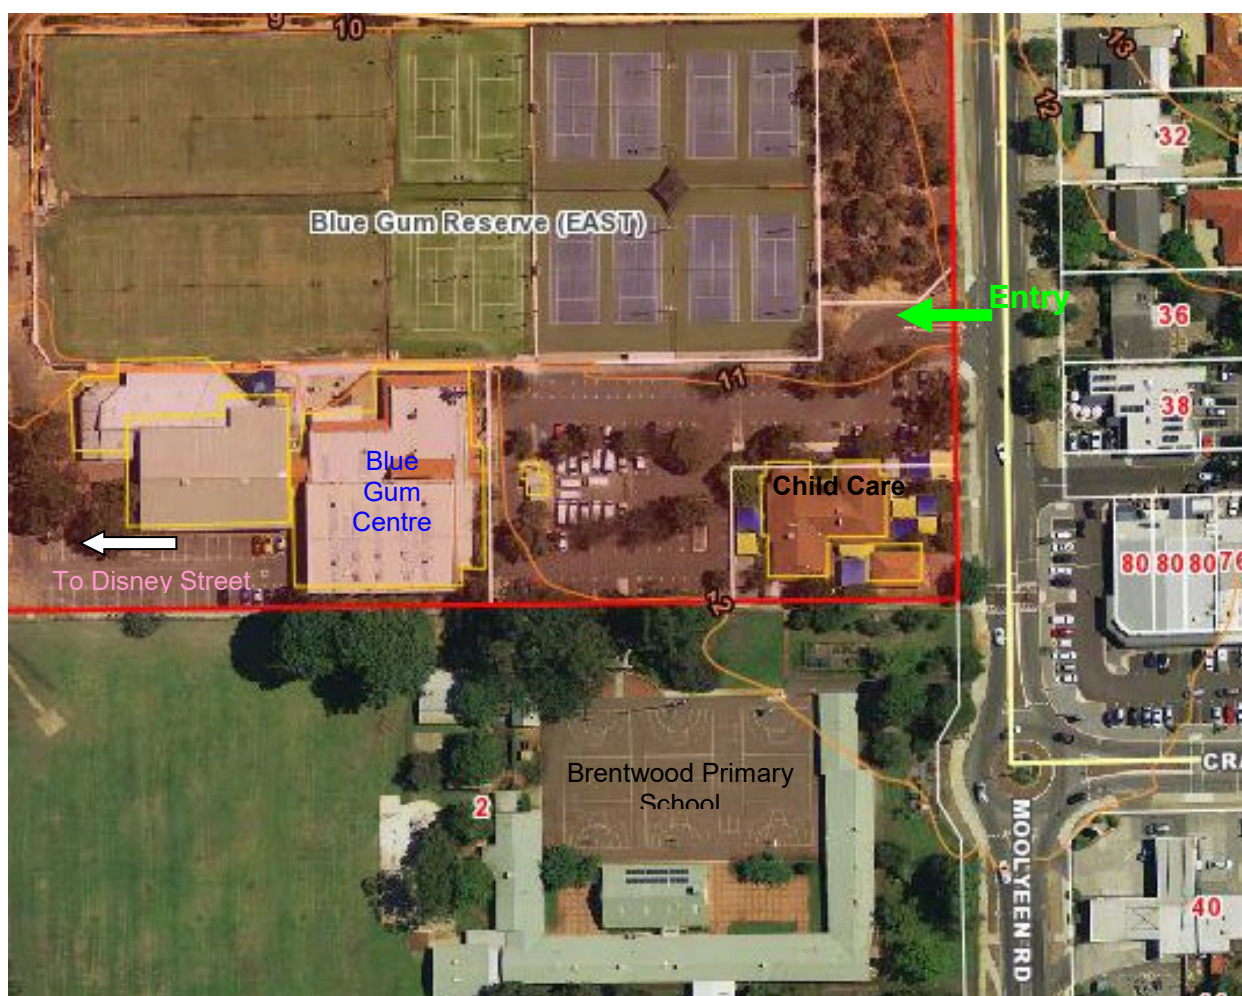 9
10
13
12
32
Blue Gum Reserve (EAST)
Entry
36
11
38
Blue
Gum
Centre
Child Care
To Disney Street
80 80 80 76
12
CRA
Brentwood Primary
School
2
MOOLYEEN RD
40